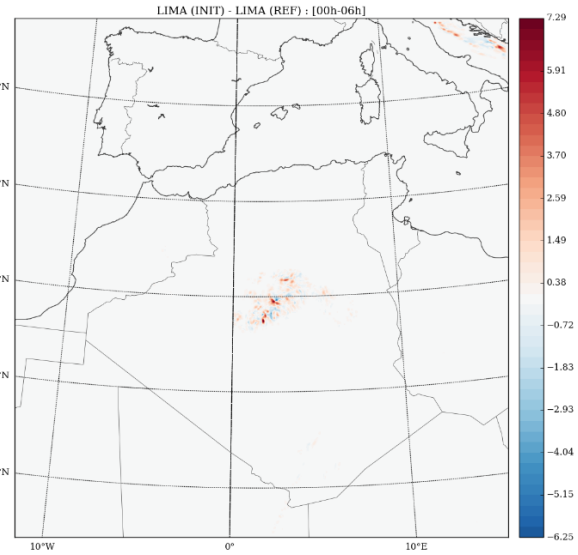 LIMA (INIT) - LIMA (REF) : [00h-06h]
7.29
5.91
4.80
3.70
2.59
1.49
0.38
−0.72
−1.83
−2.93
−4.04
−5.15
−6.25
°N
°N
°N
°N
°N
10°W
0°
10°E